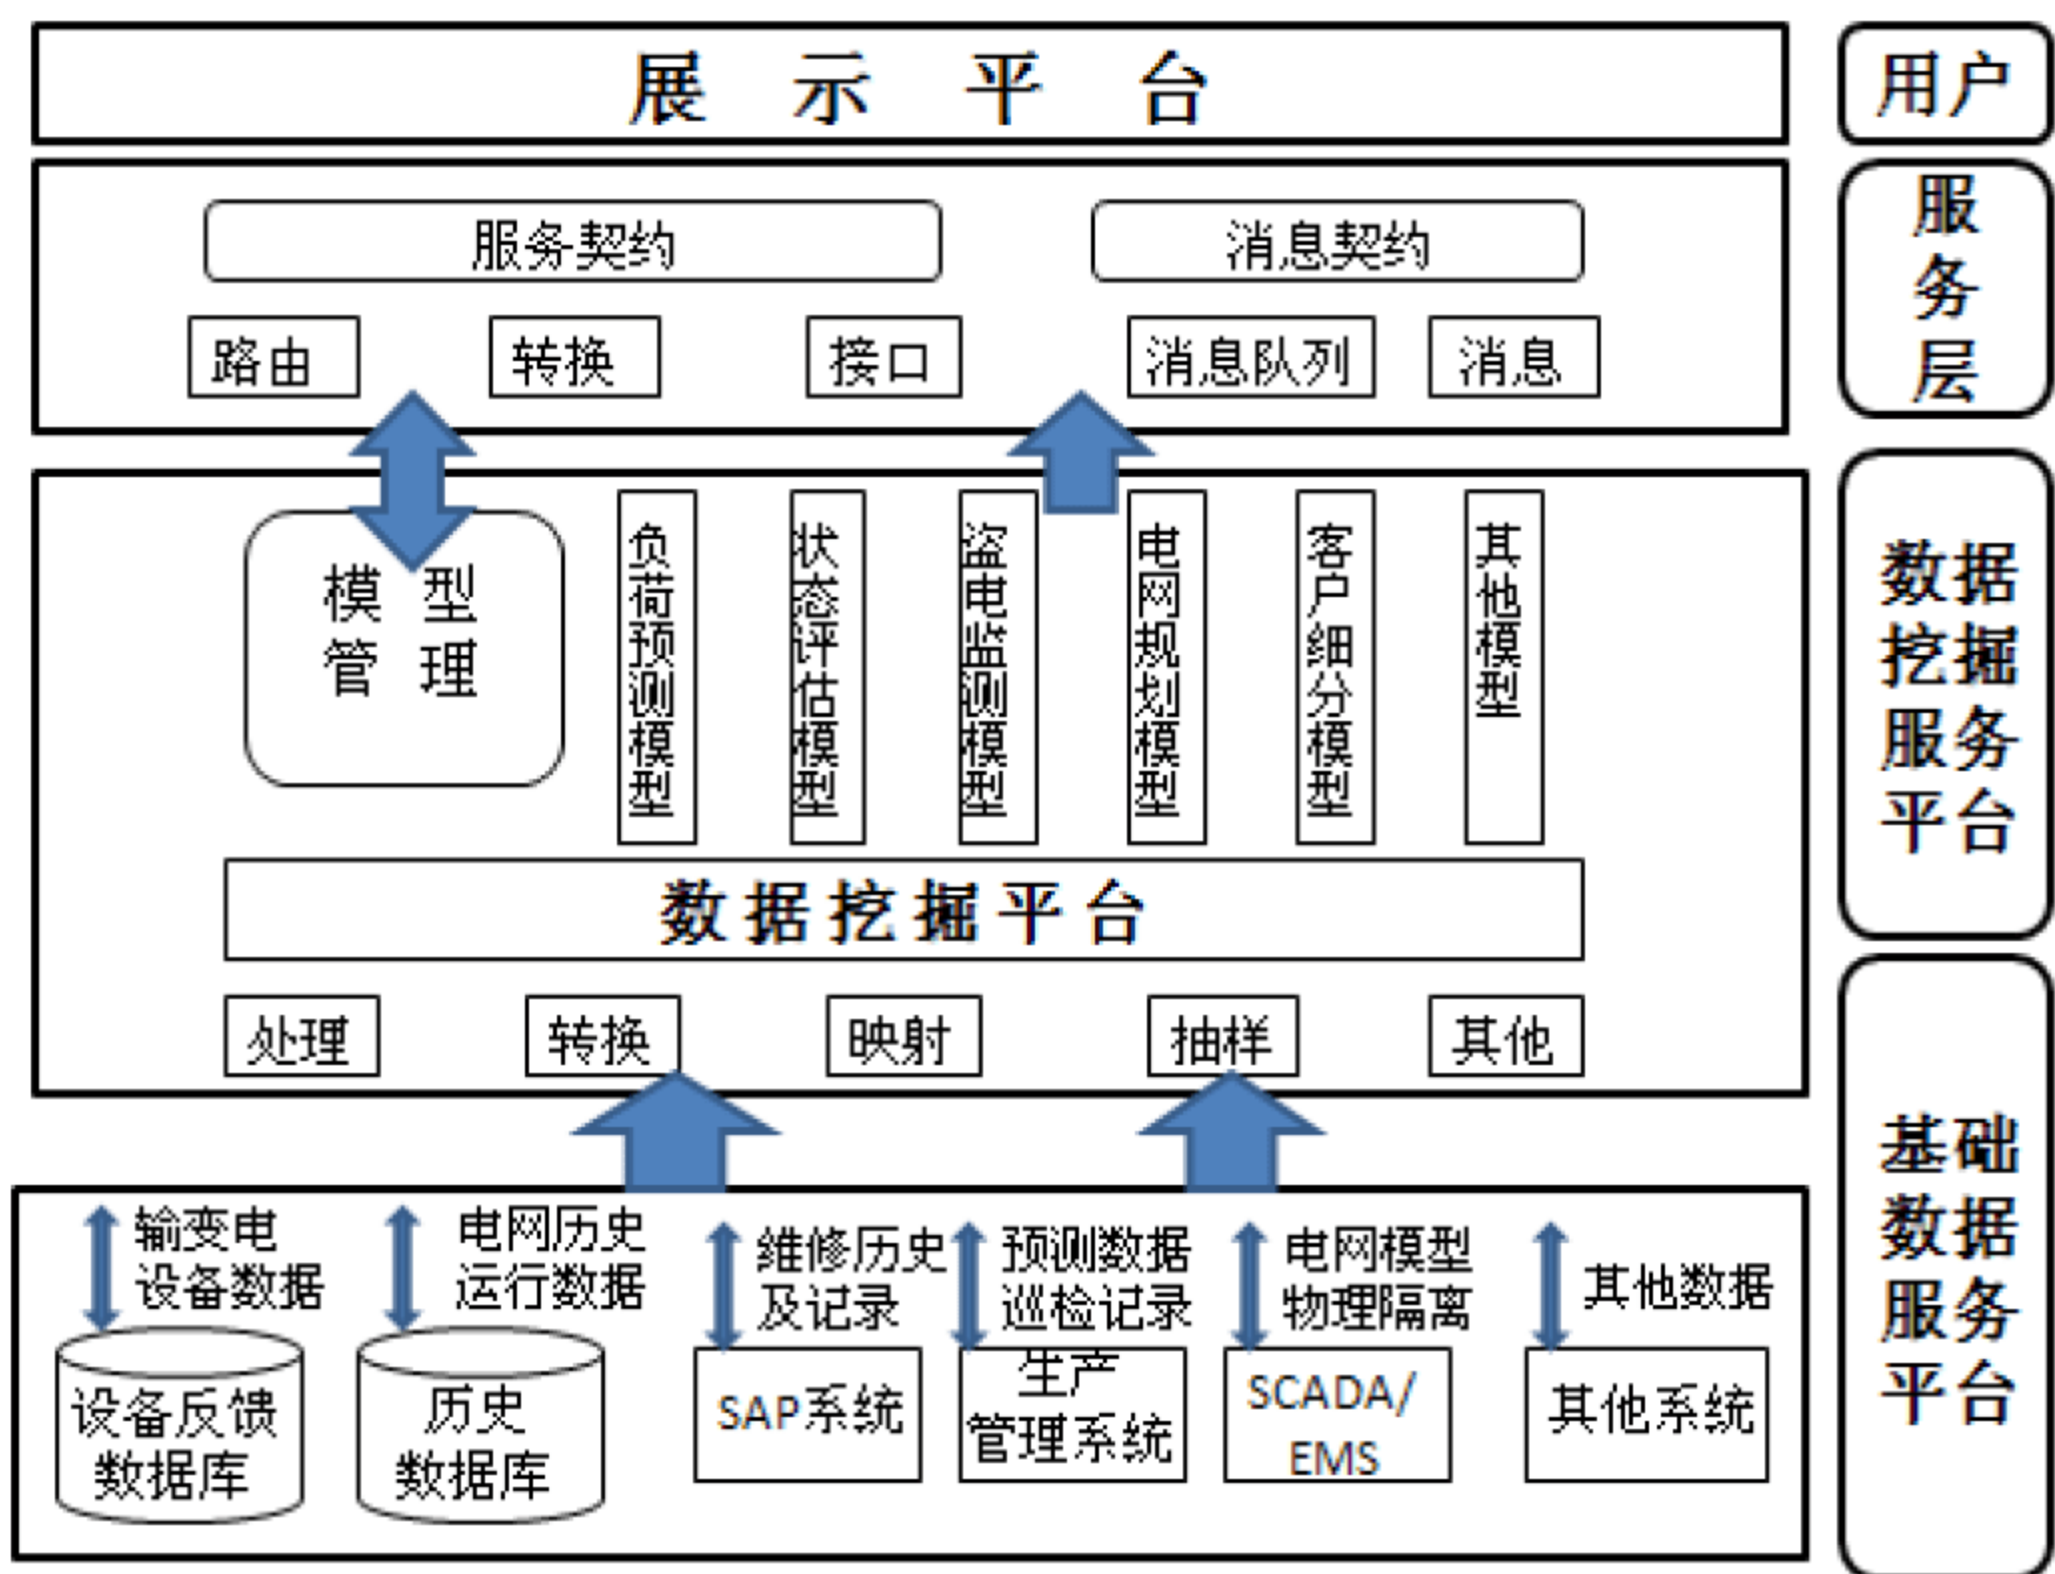 展 示 平 台
用户
服务契约
消息契约
路由
转换
接口
消息队列
消息
服
务
层
模 型
管 理
负荷预测模型
状态评估模型
盗电监测模型
电网规划模型
客户细分模型
其他模型
数据
挖掘
服务
平台
数据挖掘平台
处理
转换
映射
抽样
其他
输变电
设备数据
电网历史
运行数据
维修历史
及记录
预测数据
巡检记录
电网模型
物理隔离
其他数据
设备反馈
数据库
历史
数据库
SAP系统
生产
管理系统
SCADA/
EMS
其他系统
基础
数据
服务
平台